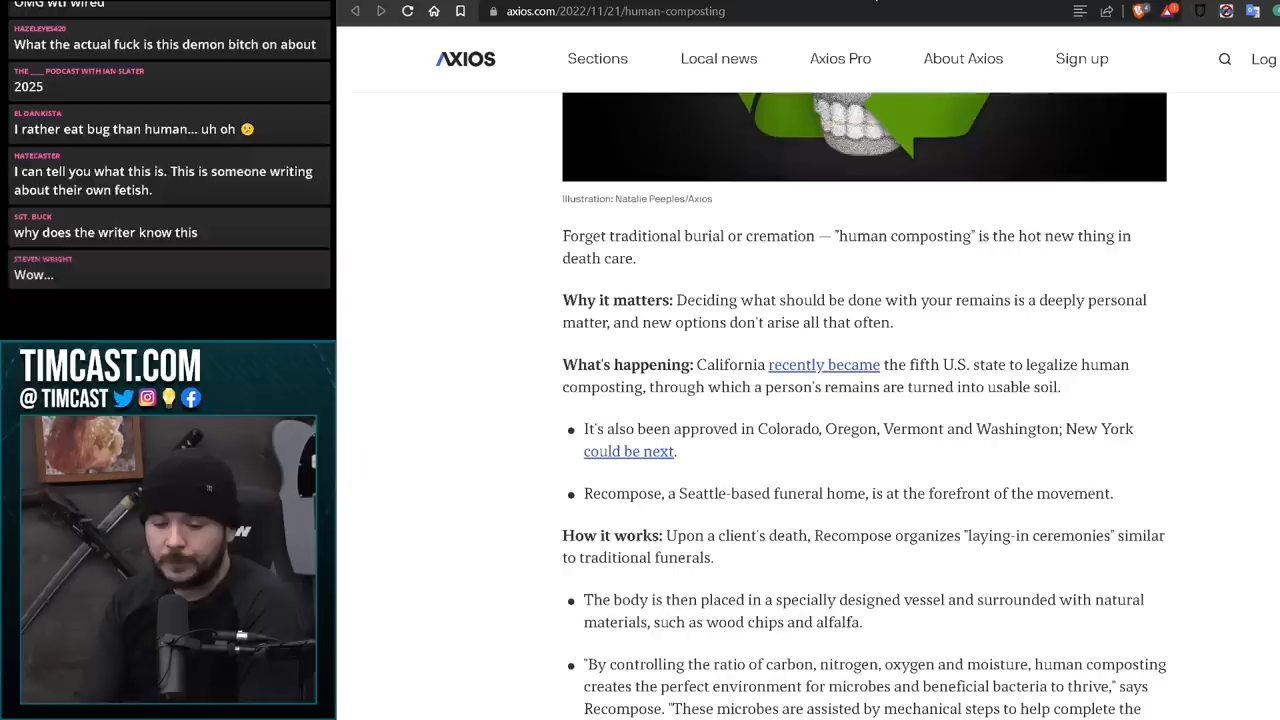 OMG wtf wired
HAZELEYES420
What the actual fuck is this demon bitch on about
THE ___ PODCAST WITH IAN SLATER
2025
EL DANKISTA
I rather eat bug than human... uh oh 😕
HATECASTER
I can tell you what this is. This is someone writing
about their own fetish.
SGT. BUCK
why does the writer know this
STEVEN WRIGHT
Wow...
TIMCAST.COM
@ TIMCAST
axios.com/2022/11/21/human-composting
AXIOS
Sections
Local news
Axios Pro
About Axios
Sign up
Log
Illustration: Natalie Peeples/Axios
Forget traditional burial or cremation — "human composting" is the hot new thing in
death care.
Why it matters: Deciding what should be done with your remains is a deeply personal
matter, and new options don't arise all that often.
What's happening: California recently became the fifth U.S. state to legalize human
composting, through which a person's remains are turned into usable soil.
• It's also been approved in Colorado, Oregon, Vermont and Washington; New York
could be next.
• Recompose, a Seattle-based funeral home, is at the forefront of the movement.
How it works: Upon a client's death, Recompose organizes "laying-in ceremonies" similar
to traditional funerals.
• The body is then placed in a specially designed vessel and surrounded with natural
materials, such as wood chips and alfalfa.
• "By controlling the ratio of carbon, nitrogen, oxygen and moisture, human composting
creates the perfect environment for microbes and beneficial bacteria to thrive," says
Recompose. "These microbes are assisted by mechanical steps to help complete the